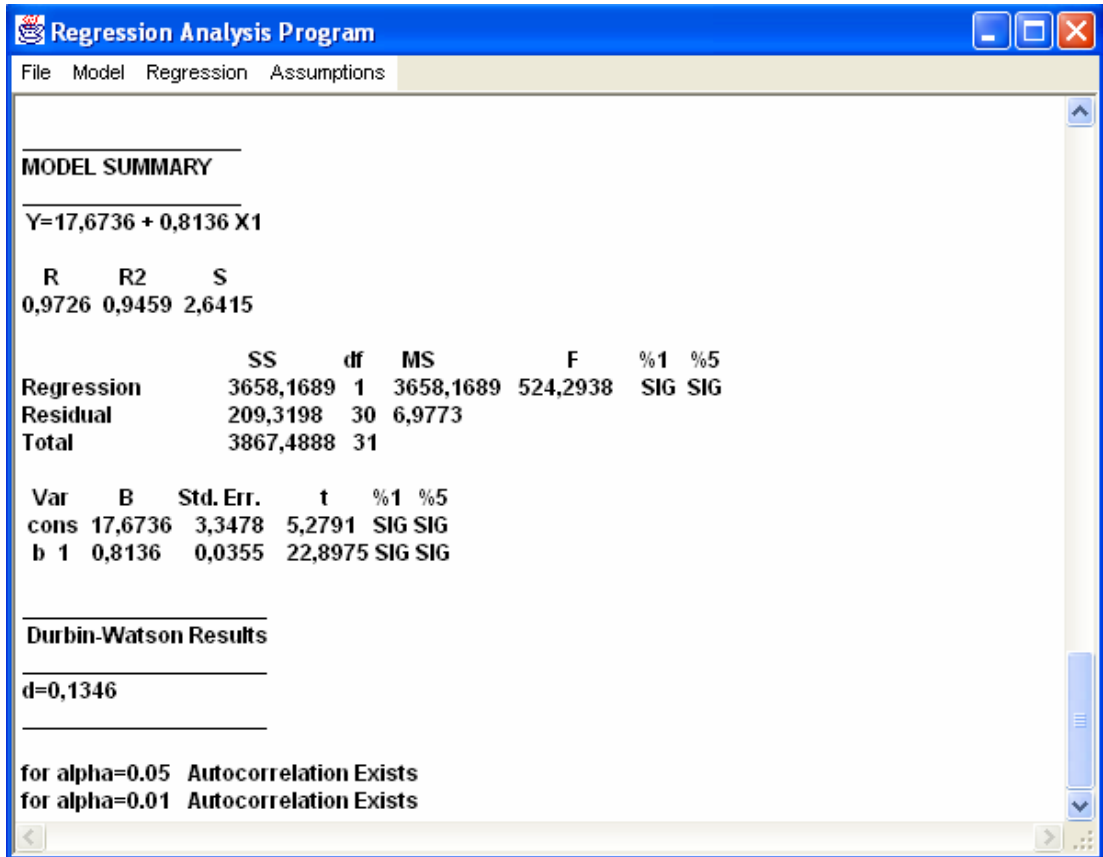 Regression Analysis Program
File Model Regression Assumptions
MODEL SUMMARY
Y=17,6736 + 0,8136 X1
R R2 S
0,9726 0,9459 2,6415
SS df MS F %1 %5
Regression 3658,1689 1 3658,1689 524,2938 SIG SIG
Residual 209,3198 30 6,9773
Total 3867,4888 31
Var B Std. Err. t %1 %5
cons 17,6736 3,3478 5,2791 SIG SIG
b 1 0,8136 0,0355 22,8975 SIG SIG
Durbin-Watson Results
d=0,1346
for alpha=0.05 Autocorrelation Exists
for alpha=0.01 Autocorrelation Exists